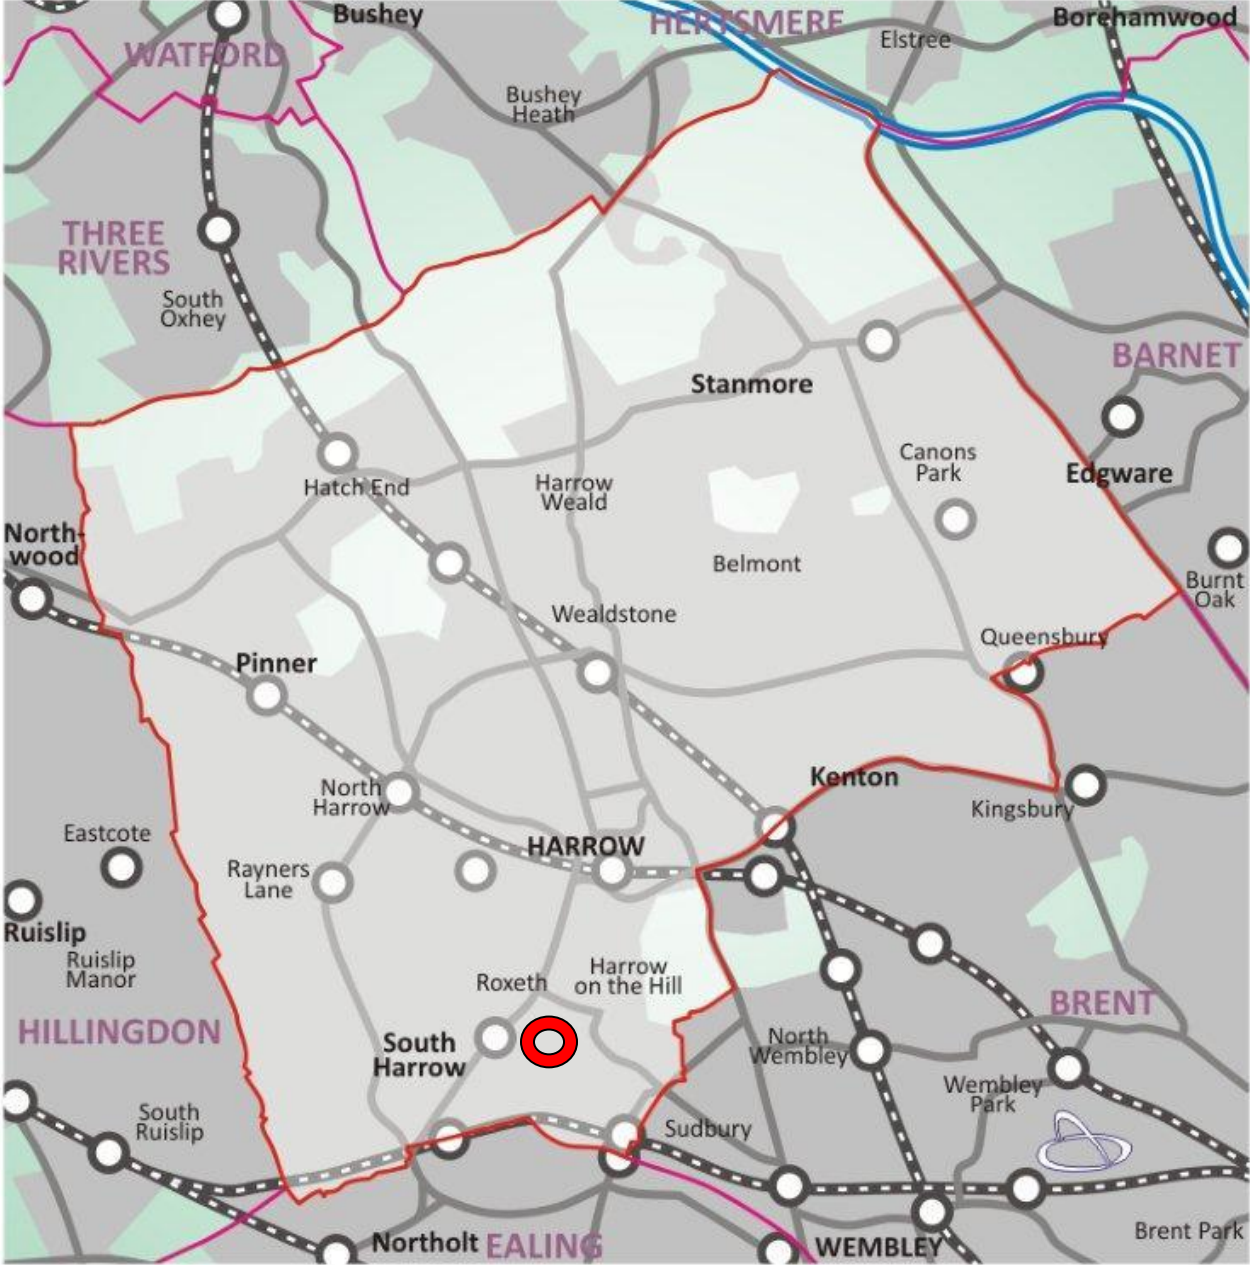 Bushey
HERTSMERE
Borehamwood
WATFORD
Elstree
Bushey
Heath
THREE
RIVERS
South
Oxhey
BARNET
Stanmore
Canons
Park
Edgware
Hatch End
Harrow
Weald
North-
wood
Belmont
Burnt
Oak
Wealdstone
Queensbury
Pinner
Kenton
North
Harrow
Kingsbury
Eastcote
HARROW
Rayners
Lane
Ruislip
Ruislip
Manor
Roxeth
Harrow
on the Hill
BRENT
HILLINGDON
South
Harrow
North
Wembley
Wembley
Park
South
Ruislip
Sudbury
Northolt
EALING
WEMBLEY
Brent Park